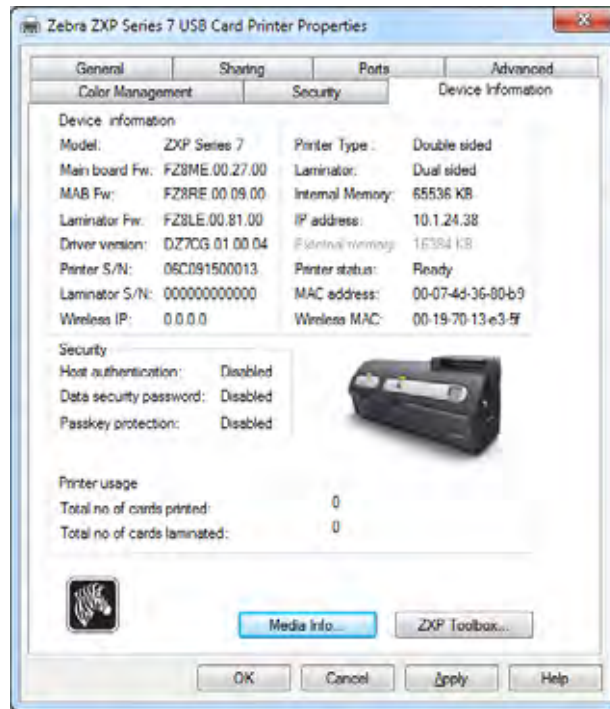 Zebra ZXP Series 7 USB Card Printer Properties
General Sharing Ports Advanced
Color Management Security Device Information
Device information
Model: ZXP Series 7 Printer Type : Double sided
Main board Fw: FZ8ME.00.27.00 Laminator: Dual sided
MAB Fw: FZ8RE.00.09.00 Internal Memory: 65536 KB
Laminator Fw: FZ8LE.00.81.00 IP address: 10.1.24.38
Driver version: DZ7CG.01.00.04 External memory: 16384 KB
Printer S/N: 06C091500013 Printer status: Ready
Laminator S/N: 000000000000 MAC address: 00-07-4d-36-80-b9
Wireless IP: 0.0.0.0 Wireless MAC: 00-19-70-13-e3-5f
Security
Host authentication: Disabled
Data security password: Disabled
Passkey protection: Disabled
Printer usage
Total no of cards printed: 0
Total no of cards laminated: 0
Media Info... ZXP Toolbox...
OK Cancel Apply Help